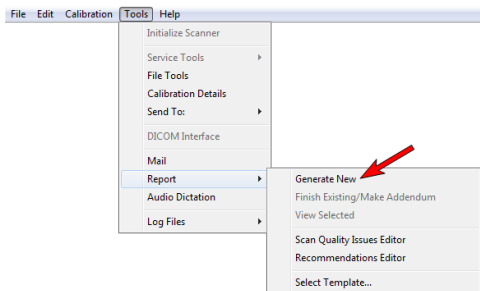 File Edit Calibration Tools Help
Initialize Scanner
Service Tools
File Tools
Calibration Details
Send To:
DICOM Interface
Mail
Report
Audio Dictation
Log Files
Generate New
Finish Existing/Make Addendum
View Selected
Scan Quality Issues Editor
Recommendations Editor
Select Template...